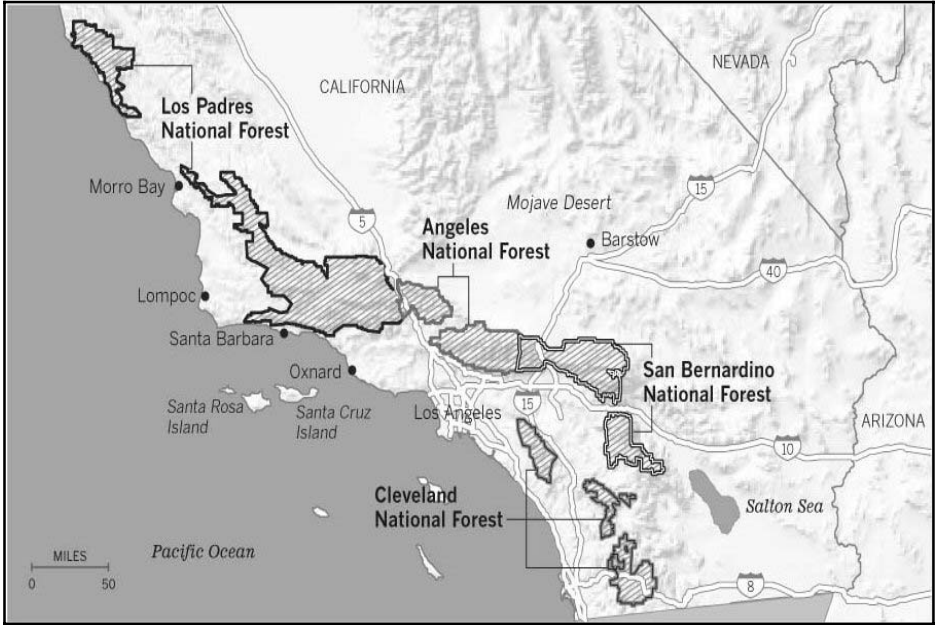 NEVADA
CALIFORNIA
Los Padres
National Forest
Morro Bay
15
Mojave Desert
5
Angeles
National Forest
Barstow
40
Lompoc
Santa Barbara
San Bernardino
National Forest
Oxnard
Santa Rosa
Island
Santa Cruz
Island
Los Angeles
15
ARIZONA
10
Cleveland
National Forest
Salton Sea
Pacific Ocean
MILES
0 50
8